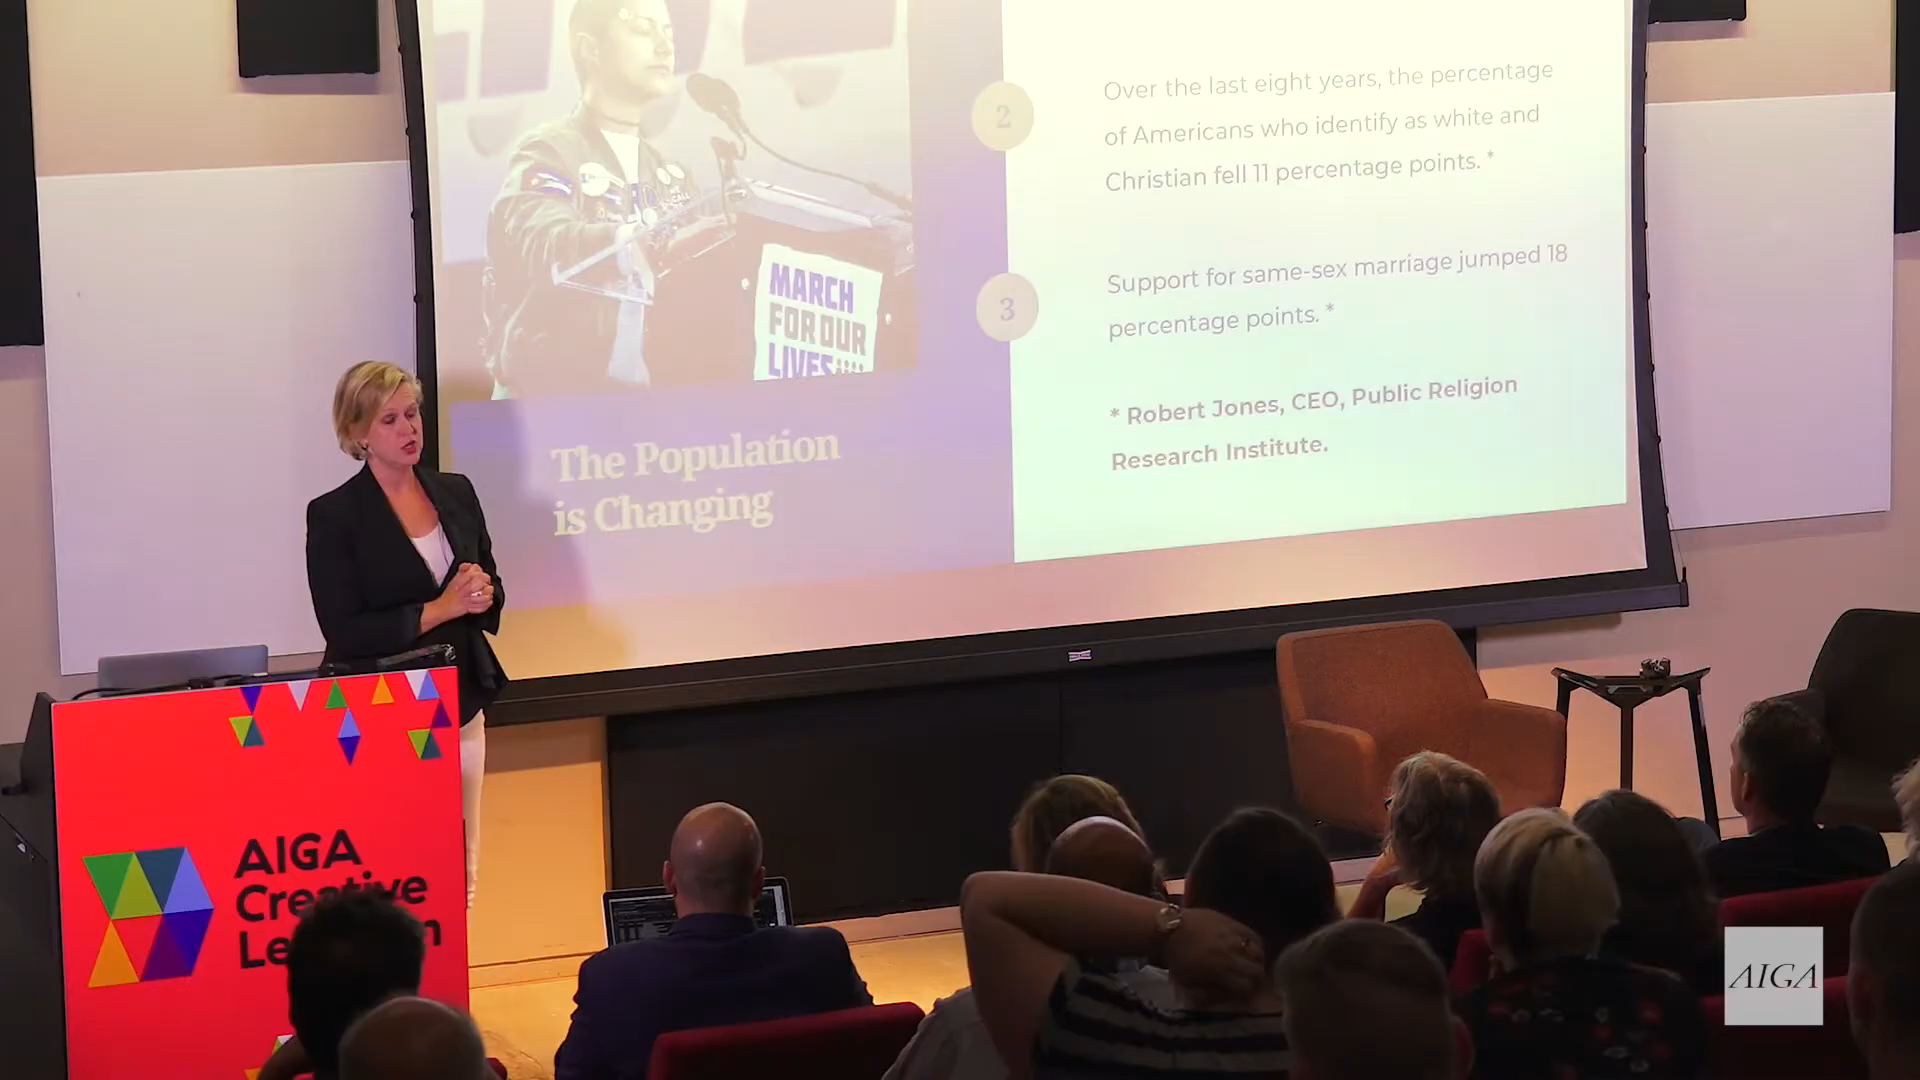 MARCH
FOR OUR
LIVES
The Population
is Changing
2
Over the last eight years, the percentage
of Americans who identify as white and
Christian fell 11 percentage points. *
3
Support for same-sex marriage jumped 18
percentage points. *
* Robert Jones, CEO, Public Religion
Research Institute.
AIGA
Creative
AIGA